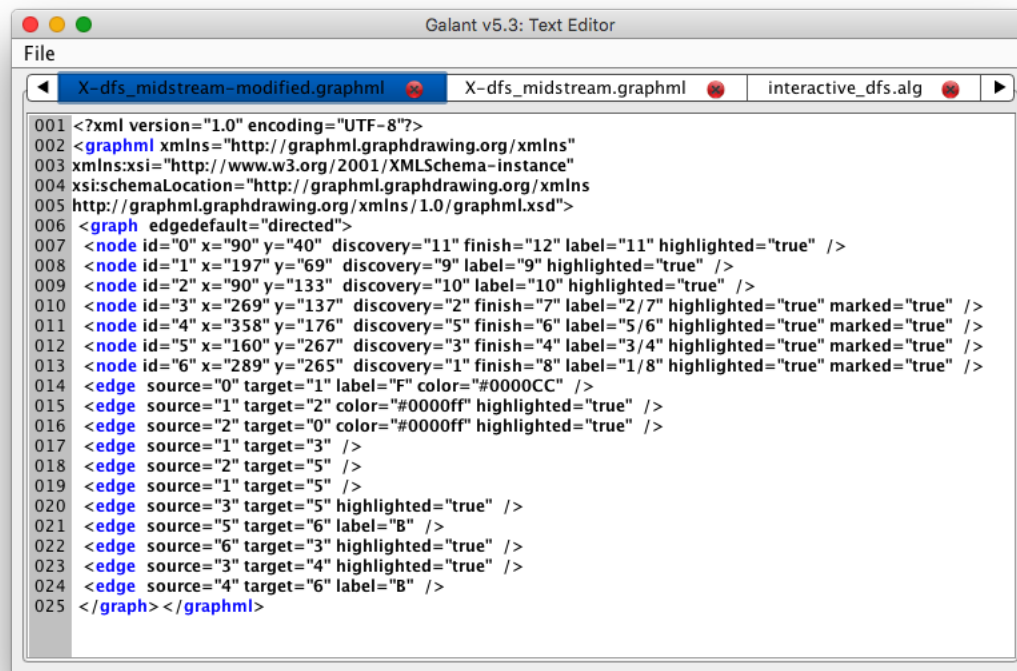 Galant v5.3: Text Editor
File
X-dfs_midstream-modified.graphml X-dfs_midstream.graphml interactive_dfs.alg
001 <?xml version="1.0" encoding="UTF-8"?>
002 <graphml xmlns="http://graphml.graphdrawing.org/xmlns"
003 xmlns:xsi="http://www.w3.org/2001/XMLSchema-instance"
004 xsi:schemaLocation="http://graphml.graphdrawing.org/xmlns
005 http://graphml.graphdrawing.org/xmlns/1.0/graphml.xsd">
006 <graph edgedefault="directed">
007 <node id="0" x="90" y="40" discovery="11" finish="12" label="11" highlighted="true" />
008 <node id="1" x="197" y="69" discovery="9" label="9" highlighted="true" />
009 <node id="2" x="90" y="133" discovery="10" label="10" highlighted="true" />
010 <node id="3" x="269" y="137" discovery="2" finish="7" label="2/7" highlighted="true" marked="true" />
011 <node id="4" x="358" y="176" discovery="5" finish="6" label="5/6" highlighted="true" marked="true" />
012 <node id="5" x="160" y="267" discovery="3" finish="4" label="3/4" highlighted="true" marked="true" />
013 <node id="6" x="289" y="265" discovery="1" finish="8" label="1/8" highlighted="true" marked="true" />
014 <edge source="0" target="1" label="F" color="#0000CC" />
015 <edge source="1" target="2" color="#0000ff" highlighted="true" />
016 <edge source="2" target="0" color="#0000ff" highlighted="true" />
017 <edge source="1" target="3" />
018 <edge source="2" target="5" />
019 <edge source="1" target="5" />
020 <edge source="3" target="5" highlighted="true" />
021 <edge source="5" target="6" label="B" />
022 <edge source="6" target="3" highlighted="true" />
023 <edge source="3" target="4" highlighted="true" />
024 <edge source="4" target="6" label="B" />
025 </graph></graphml>